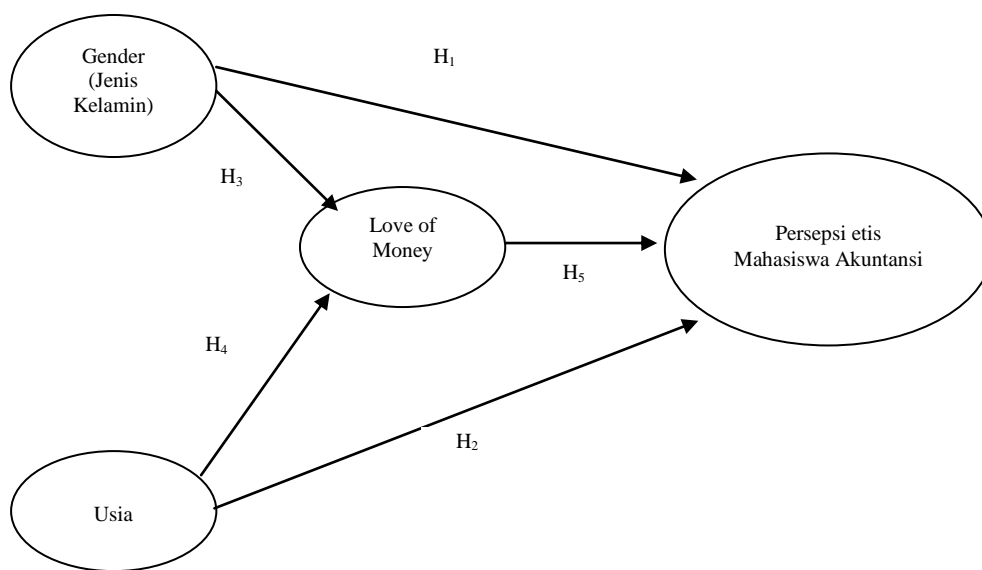 Gender
(Jenis
Kelamin)
H₁
H₃
Love of
Money
Persepsi etis
Mahasiswa Akuntansi
H₅
H₄
H₂
Usia